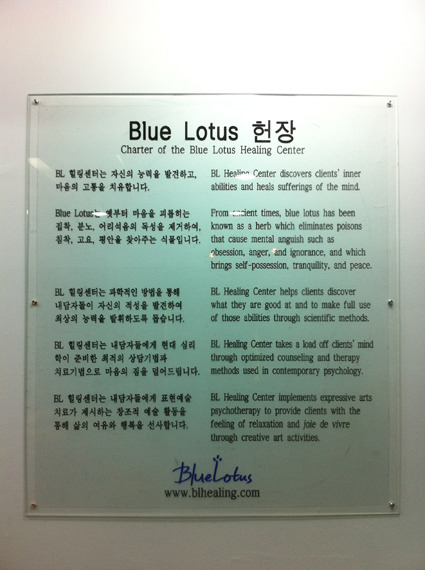 Blue Lotus 헌장
Charter of the Blue Lotus Healing Center
BL 힐링센터는 자신의 능력을 발견하고,
마음의 고통을 치유합니다.
BL Healing Center discovers clients' inner
abilities and heals sufferings of the mind.
Blue Lotus는 옛부터 마음을 괴롭히는
집착, 분노, 어리석음의 독성을 제거하여,
침착, 고요, 평안을 찾아주는 식물입니다.
From ancient times, blue lotus has been
known as a herb which eliminates poisons
that cause mental anguish such as
obsession, anger, and ignorance, and which
brings self-possession, tranquility, and peace.
BL 힐링센터는 과학적인 방법을 통해
내담자들이 자신의 적성을 발견하여
최상의 능력을 발휘하도록 돕습니다.
BL Healing Center helps clients discover
what they are good at and to make full use
of those abilities through scientific methods.
BL 힐링센터는 내담자들에게 현대 심리
학이 준비한 최적의 상담기법과
치료기법으로 마음의 짐을 덜어드립니다.
BL Healing Center takes a load off clients' mind
through optimized counseling and therapy
methods used in contemporary psychology.
BL 힐링센터는 내담자들에게 표현예술
치료가 제시하는 창조적 예술 활동을
통해 삶의 여유와 행복을 선사합니다.
BL Healing Center implements expressive arts
psychotherapy to provide clients with the
feeling of relaxation and joie de vivre
through creative art activities.
BlueLotus
www.blhealing.com